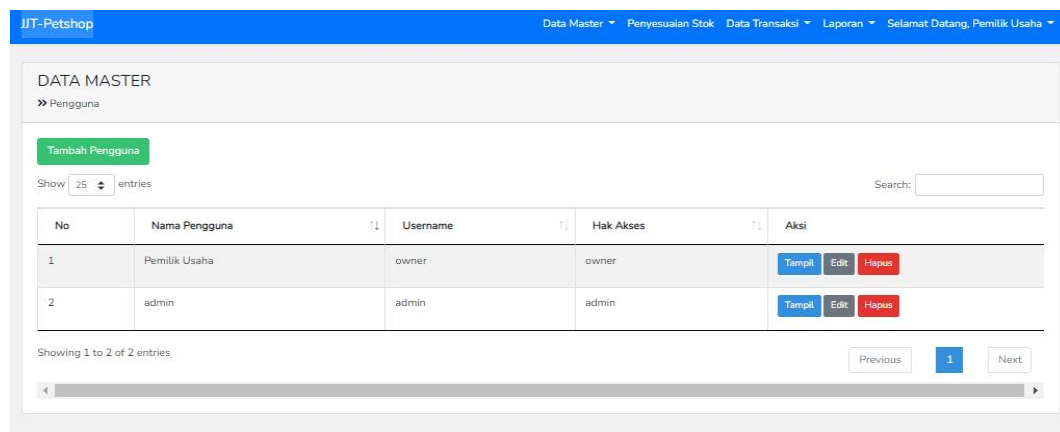 JJT-Petshop Data Master Penyesuaian Stok Data Transaksi Laporan Selamat Datang, Pemilik Usaha
DATA MASTER
» Pengguna
Tambah Pengguna
Show 25 entries Search:
No Nama Pengguna Username Hak Akses Aksi
1 Pemilik Usaha owner owner Tampil Edit Hapus
2 admin admin admin Tampil Edit Hapus
Showing 1 to 2 of 2 entries Previous 1 Next